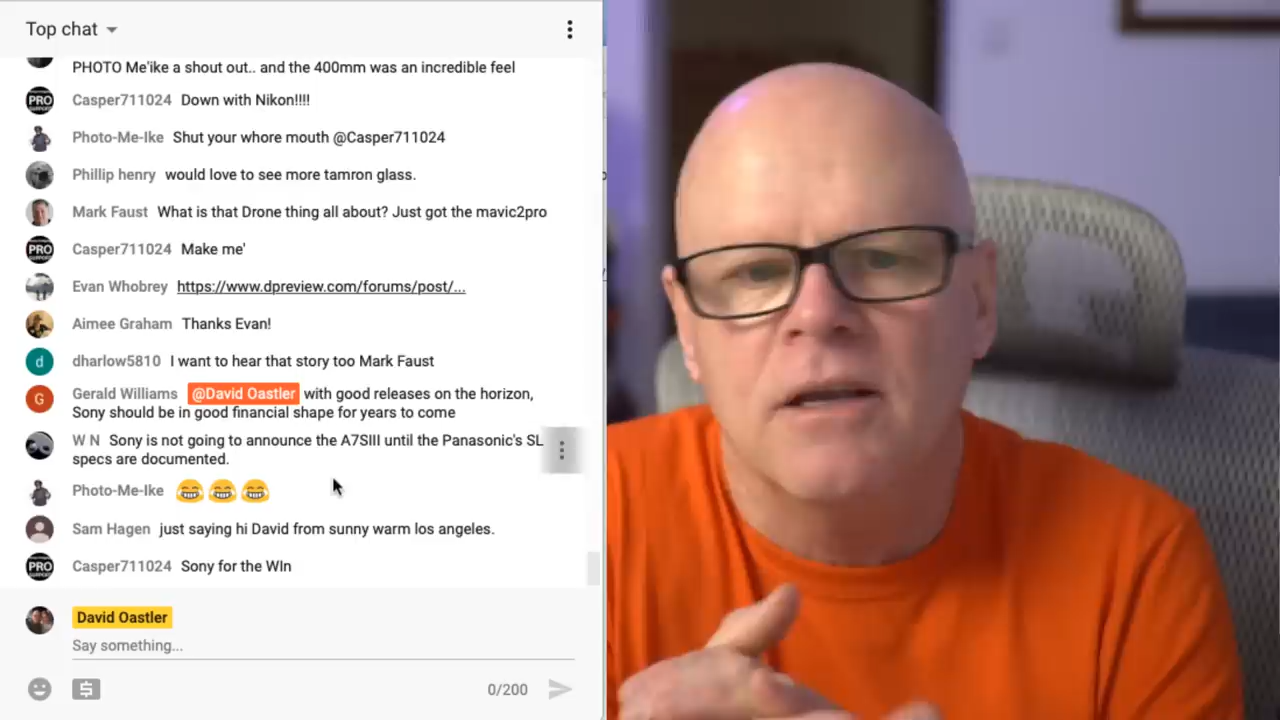 Top chat
PHOTO Me'ike a shout out.. and the 400mm was an incredible feel
PRO Casper711024 Down with Nikon!!!!
Photo-Me-Ike Shut your whore mouth @Casper711024
Phillip henry would love to see more tamron glass.
Mark Faust What is that Drone thing all about? Just got the mavic2pro
PRO Casper711024 Make me'
Evan Whobrey https://www.dpreview.com/forums/post/...
Aimee Graham Thanks Evan!
d dharlow5810 I want to hear that story too Mark Faust
G Gerald Williams @David Oastler with good releases on the horizon,
Sony should be in good financial shape for years to come
W N Sony is not going to announce the A7SIII until the Panasonic's SL
specs are documented.
Photo-Me-Ike 😂 😂 😂
Sam Hagen just saying hi David from sunny warm los angeles.
PRO Casper711024 Sony for the WIn
David Oastler
Say something...
0/200